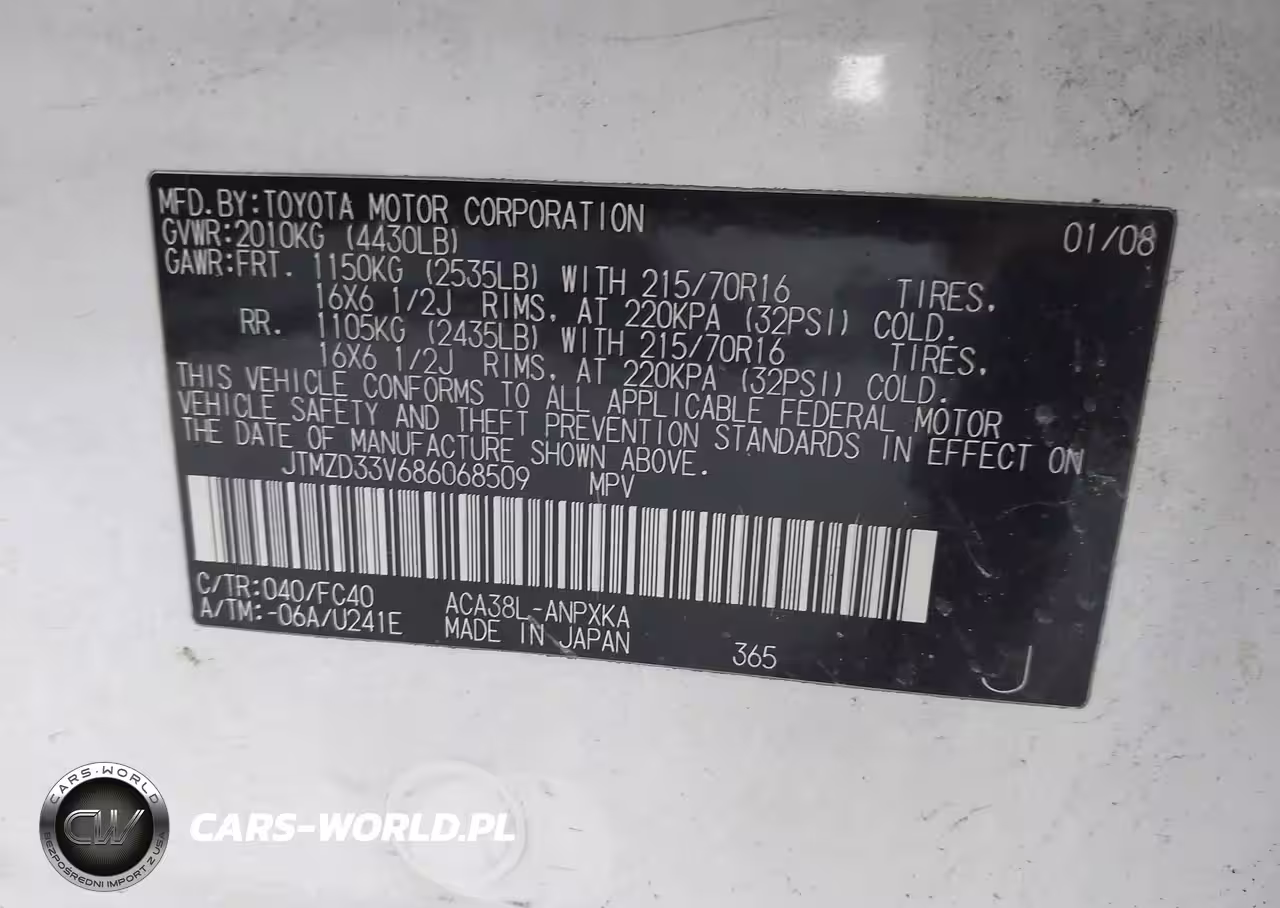 MFD.BY:TOYOTA MOTOR CORPORATION 01/08
GVWR:2010KG (4430LB)
GAWR:FRT. 1150KG (2535LB) WITH 215/70R16 TIRES.
16X6 1/2J RIMS, AT 220KPA (32PSI) COLD.
RR. 1105KG (2435LB) WITH 215/70R16 TIRES.
16X6 1/2J RIMS, AT 220KPA (32PSI) COLD.
THIS VEHICLE CONFORMS TO ALL APPLICABLE FEDERAL MOTOR
VEHICLE SAFETY AND THEFT PREVENTION STANDARDS IN EFFECT ON
THE DATE OF MANUFACTURE SHOWN ABOVE.
JTMZD33V686068509 MPV
C/TR:040/FC40 ACA38L-ANPXKA
A/TM:-06A/U241E MADE IN JAPAN 365 J
CARS-WORLD
CW
BEZPOŚREDNI IMPORT Z USA
CARS-WORLD.PL